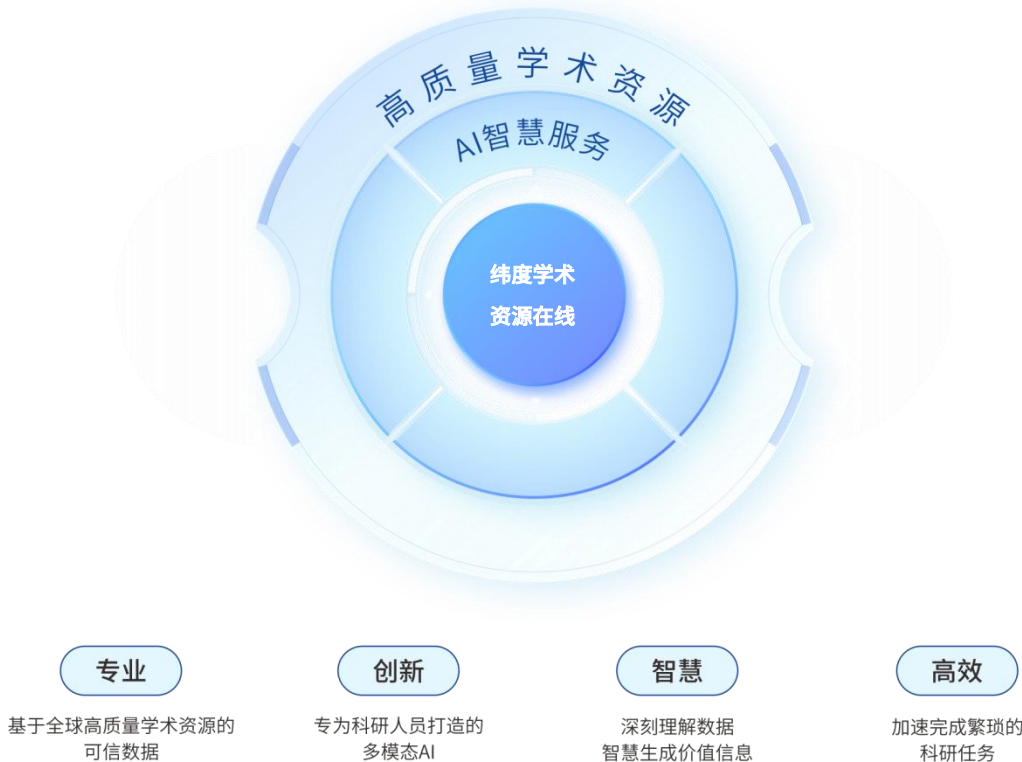 高质量学术资源
AI智慧服务
纬度学术
资源在线
专业
创新
智慧
高效
基于全球高质量学术资源的
可信数据
专为科研人员打造的
多模态AI
深刻理解数据
智慧生成价值信息
加速完成繁琐的
科研任务